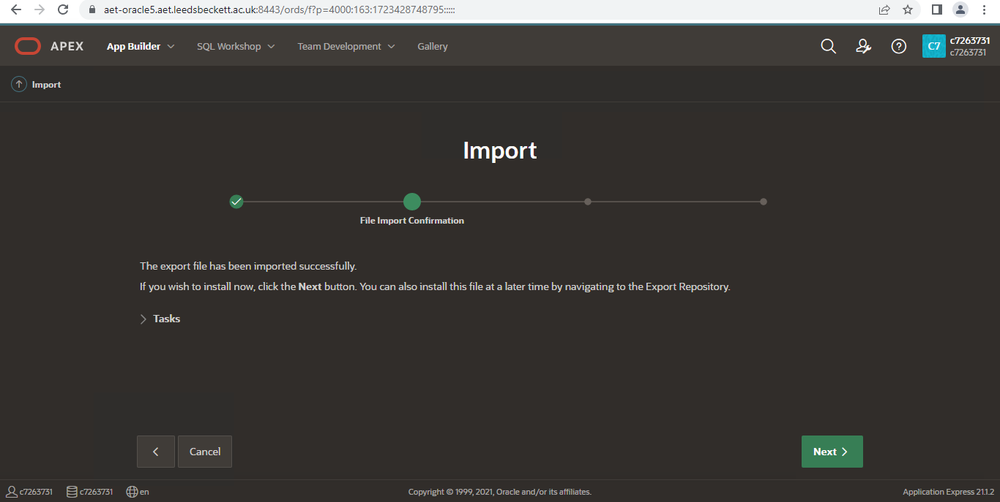 aet-oracle5.aet.leedsbeckett.ac.uk:8443/ords/f?p=4000:163:1723428748795:::::
APEX App Builder SQL Workshop Team Development Gallery C7 c7263731
c7263731
Import
Import
File Import Confirmation
The export file has been imported successfully.
If you wish to install now, click the Next button. You can also install this file at a later time by navigating to the Export Repository.
Tasks
Cancel Next
c7263731 c7263731 en Copyright © 1999, 2021, Oracle and/or its affiliates. Application Express 21.1.2